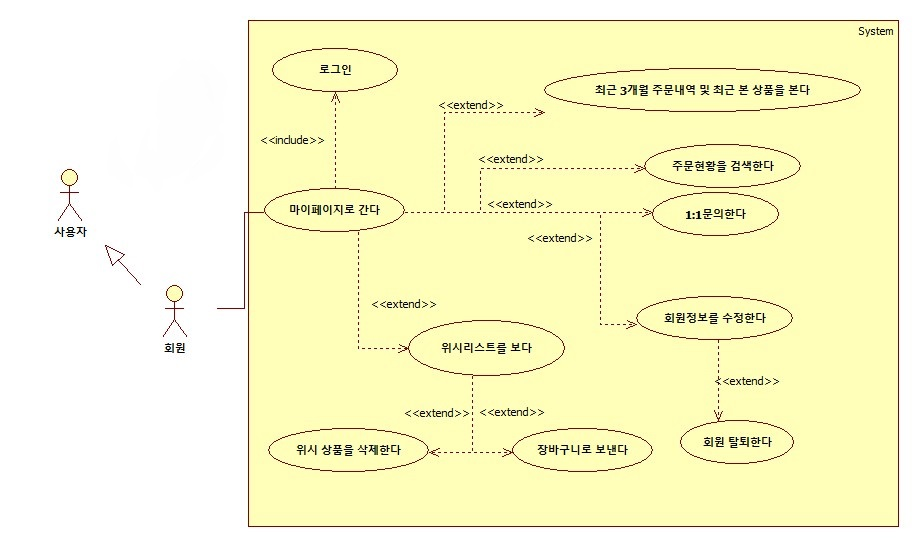 System
로그인
최근 3개월 주문내역 및 최근 본 상품을 본다
<<extend>>
<<include>>
<<extend>>
주문현황을 검색한다
마이페이지로 간다
<<extend>>
1:1문의한다
사용자
<<extend>>
<<extend>>
회원정보를 수정한다
회원
위시리스트를 보다
<<extend>>
<<extend>>
<<extend>>
위시 상품을 삭제한다
장바구니로 보낸다
회원 탈퇴한다